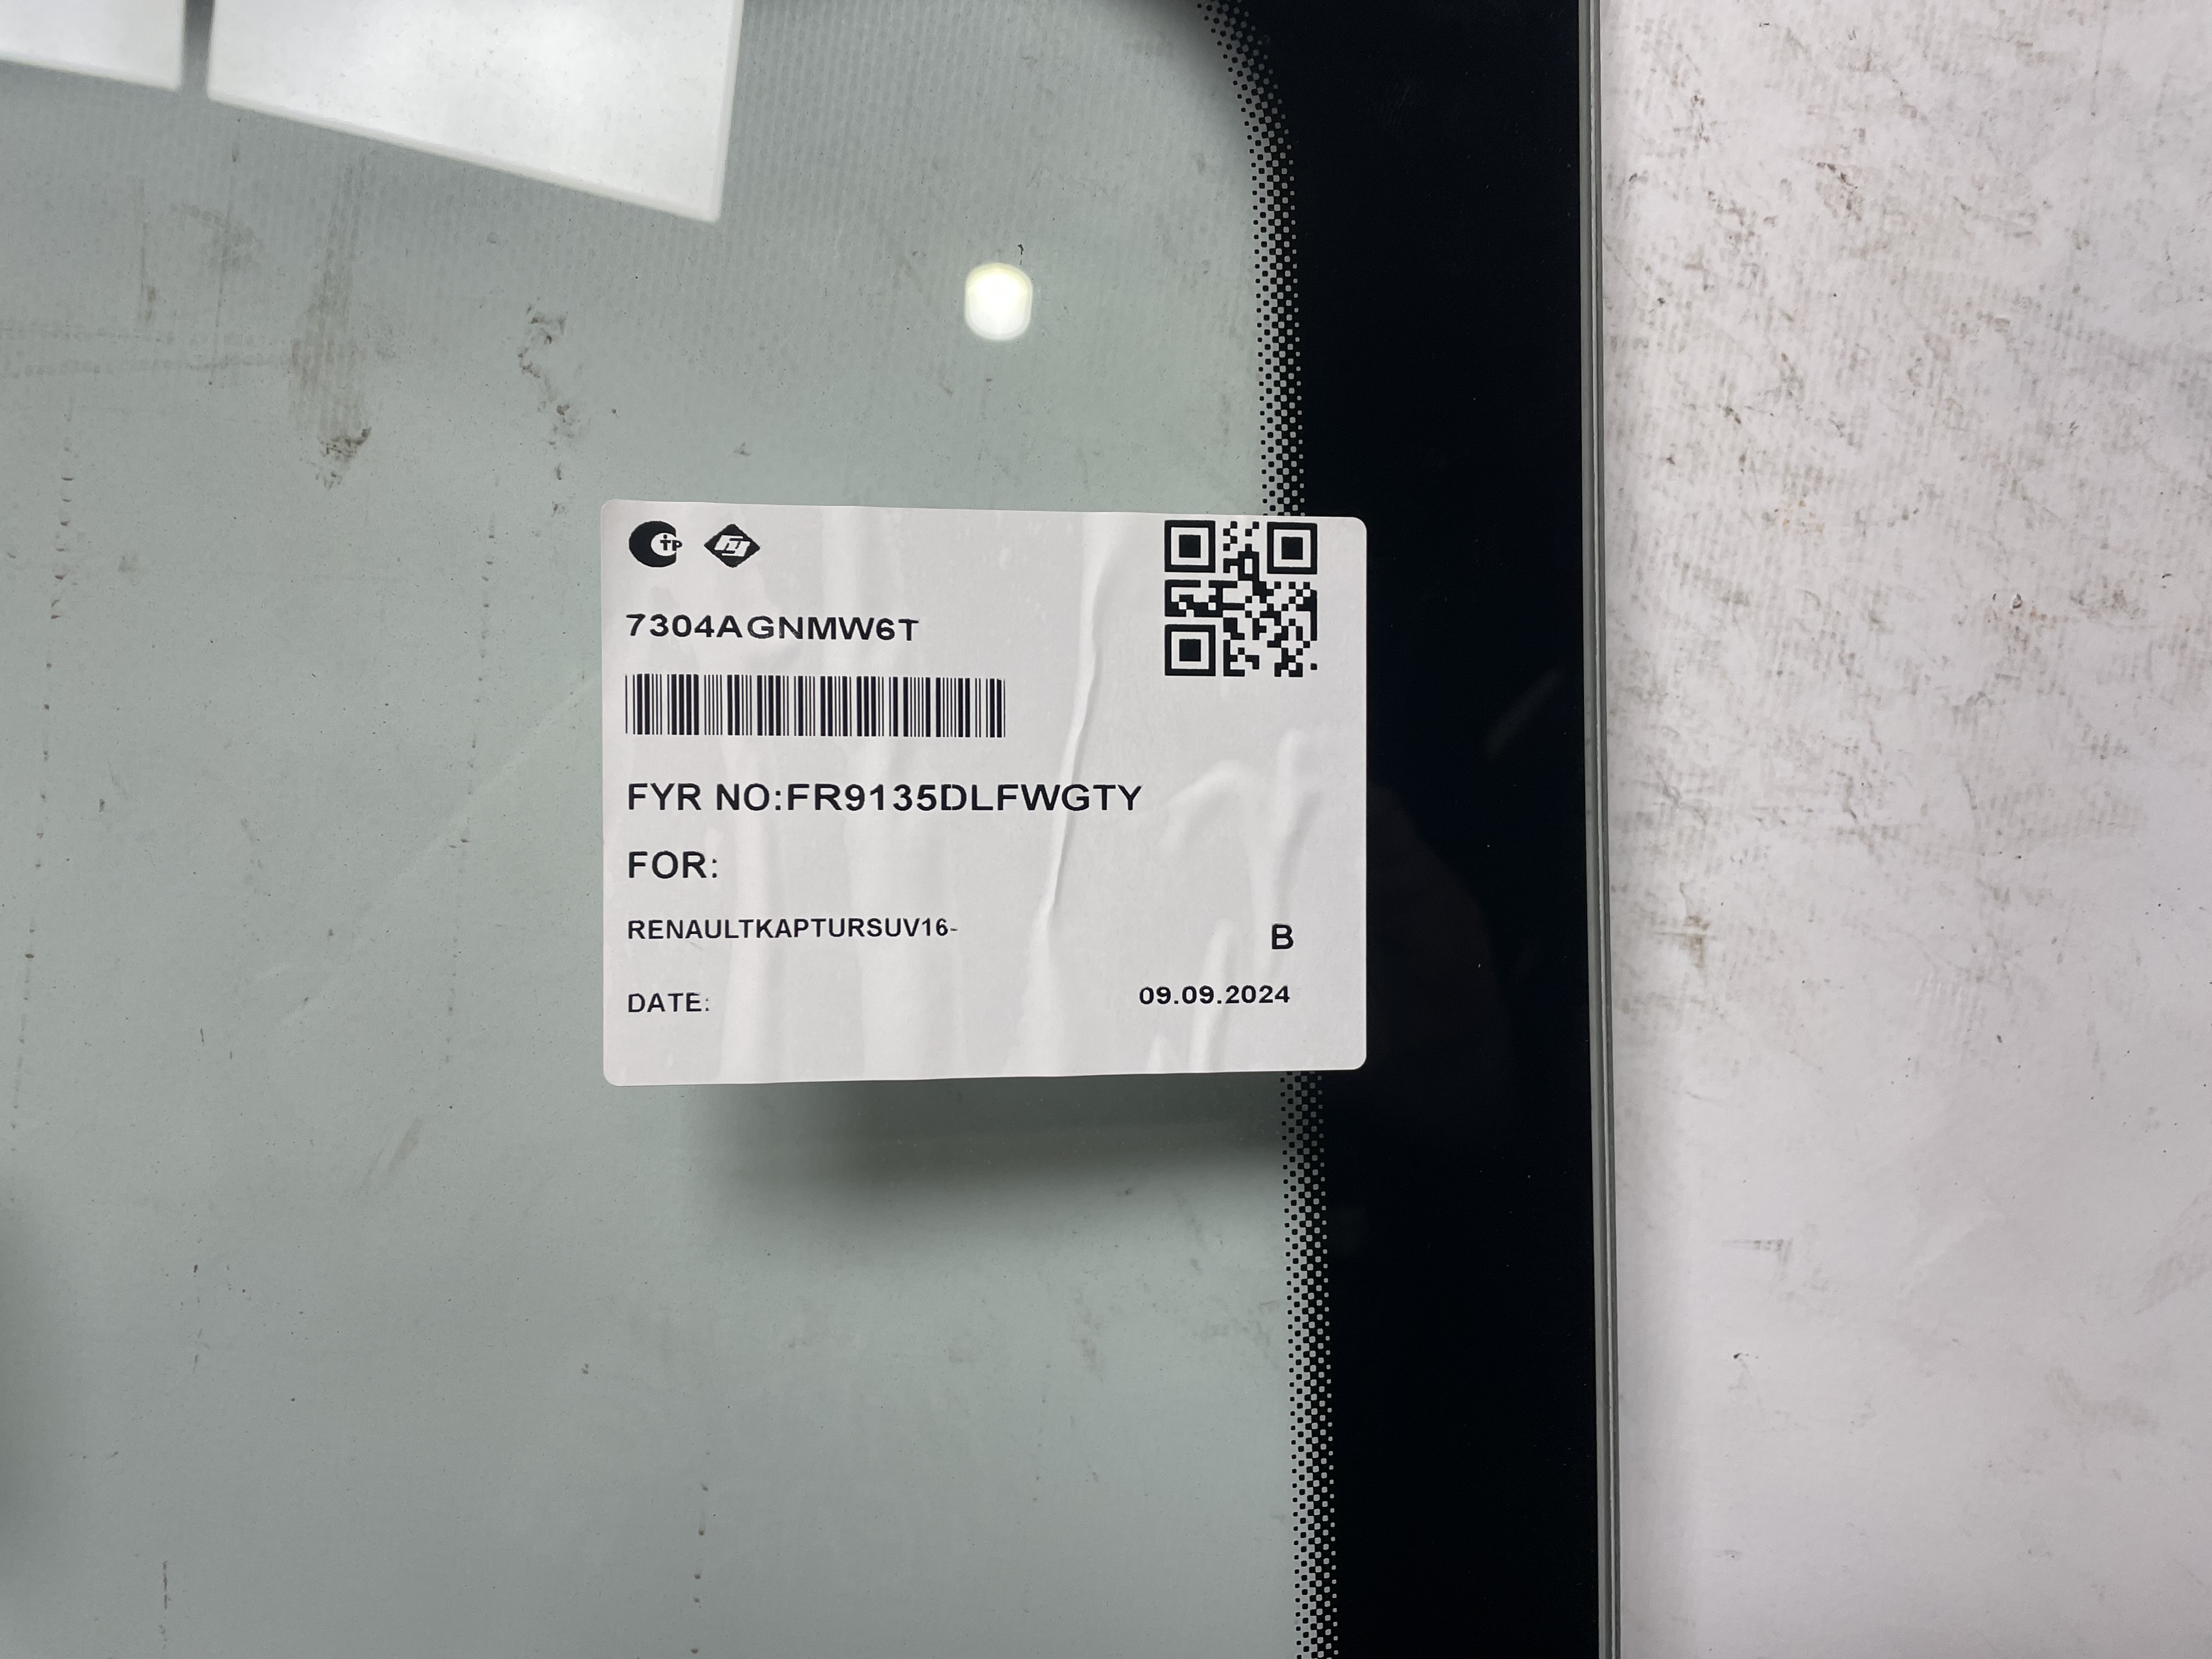 7304AGNMW6T
FYR NO:FR9135DLFWGTY
FOR:
RENAULTKAPTURSUV16-
B
DATE:
09.09.2024